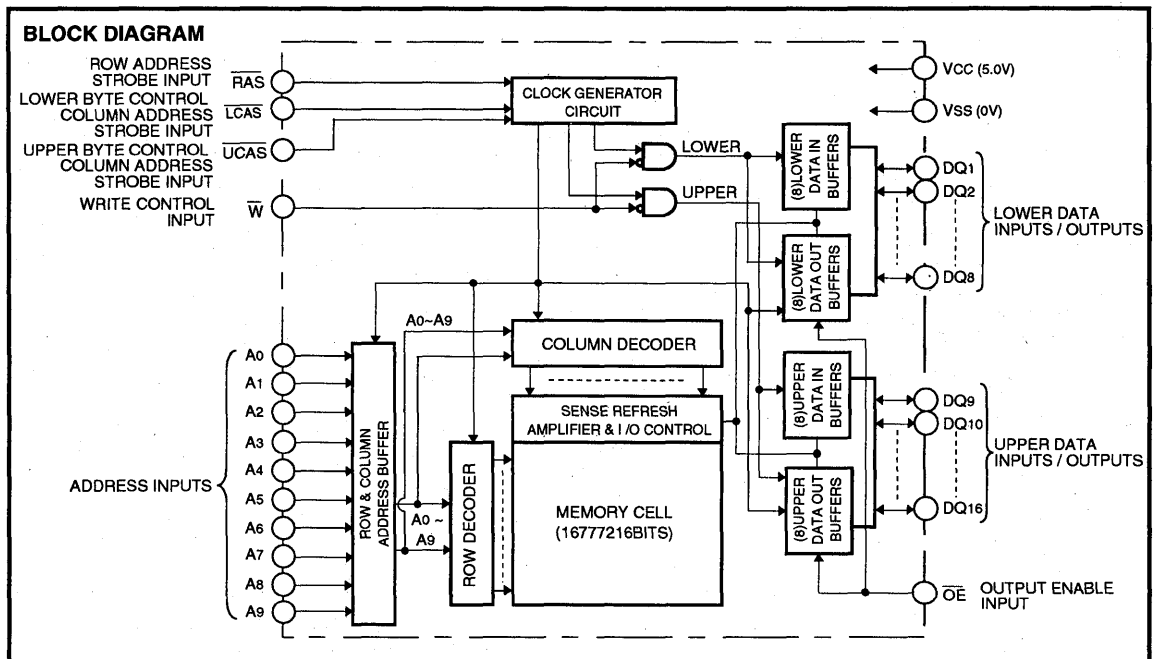 BLOCK DIAGRAM
ROW ADDRESS
STROBE INPUT
RAS
LOWER BYTE CONTROL
COLUMN ADDRESS
STROBE INPUT
LCAS
UPPER BYTE CONTROL
COLUMN ADDRESS
STROBE INPUT
UCAS
WRITE CONTROL
INPUT
W
CLOCK GENERATOR
CIRCUIT
LOWER
UPPER
(8)LOWER
DATA IN
BUFFERS
(8)LOWER
DATA OUT
BUFFERS
(8)UPPER
DATA IN
BUFFERS
(8)UPPER
DATA OUT
BUFFERS
VCC (5.0V)
VSS (0V)
DQ1
DQ2
DQ8
LOWER DATA
INPUTS / OUTPUTS
DQ9
DQ10
DQ16
UPPER DATA
INPUTS / OUTPUTS
OE
OUTPUT ENABLE
INPUT
ADDRESS INPUTS
A0
A1
A2
A3
A4
A5
A6
A7
A8
A9
ROW & COLUMN
ADDRESS BUFFER
A0~A9
A0 ~
A9
COLUMN DECODER
SENSE REFRESH
AMPLIFIER & I /O CONTROL
ROW DECODER
MEMORY CELL
(16777216BITS)